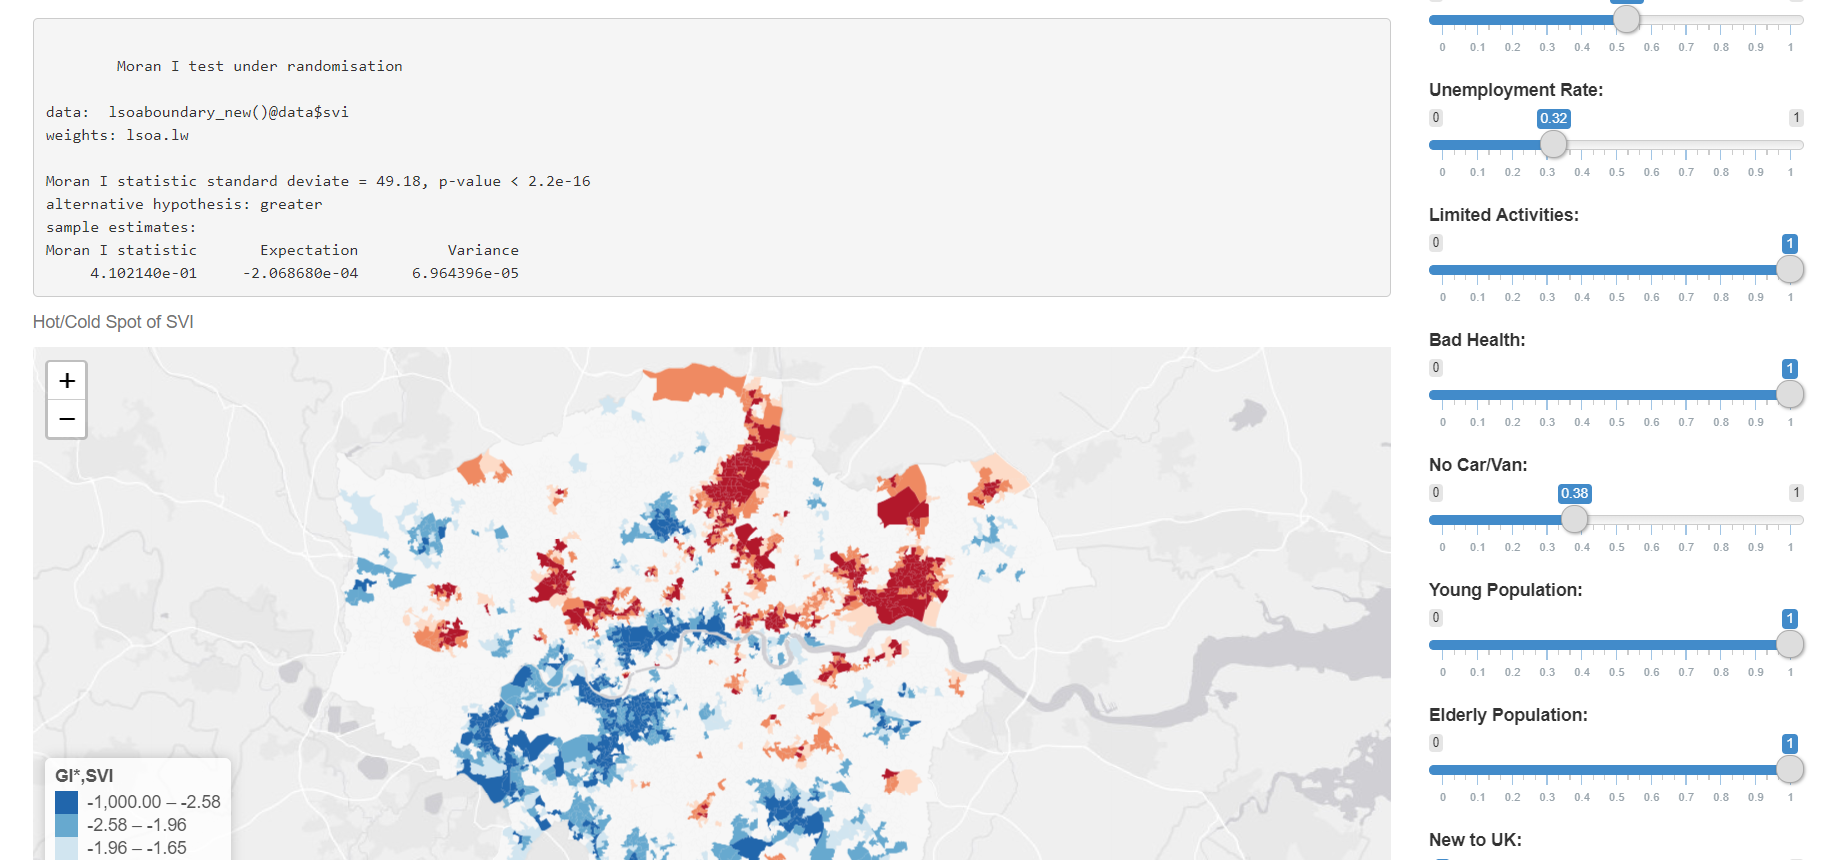 Moran I test under randomisation
data:  lsoaboundary_new()@data$svi
weights: lsoa.lw
Moran I statistic standard deviate = 49.18, p-value < 2.2e-16
alternative hypothesis: greater
sample estimates:
Moran I statistic       Expectation          Variance
4.102140e-01     -2.068680e-04      6.964396e-05
Hot/Cold Spot of SVI
+
−
GI*,SVI
-1,000.00 – -2.58
-2.58 – -1.96
-1.96 – -1.65
0 0.1 0.2 0.3 0.4 0.5 0.6 0.7 0.8 0.9 1
Unemployment Rate:
0 0.32 1
0 0.1 0.2 0.3 0.4 0.5 0.6 0.7 0.8 0.9 1
Limited Activities:
0 1
0 0.1 0.2 0.3 0.4 0.5 0.6 0.7 0.8 0.9 1
Bad Health:
0 1
0 0.1 0.2 0.3 0.4 0.5 0.6 0.7 0.8 0.9 1
No Car/Van:
0 0.38 1
0 0.1 0.2 0.3 0.4 0.5 0.6 0.7 0.8 0.9 1
Young Population:
0 1
0 0.1 0.2 0.3 0.4 0.5 0.6 0.7 0.8 0.9 1
Elderly Population:
0 1
0 0.1 0.2 0.3 0.4 0.5 0.6 0.7 0.8 0.9 1
New to UK: